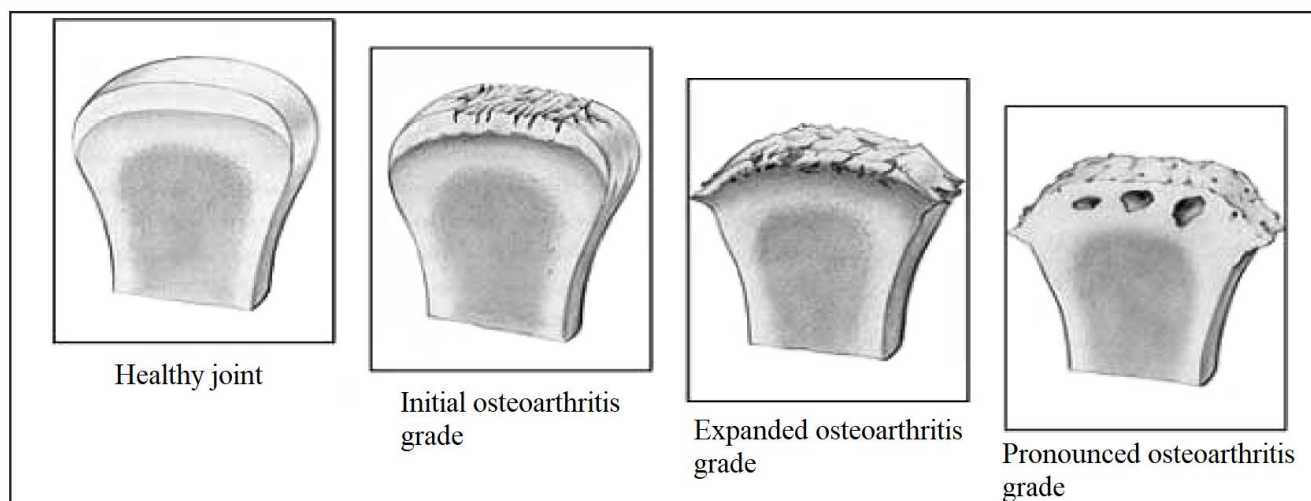 Healthy joint
Initial osteoarthritis
grade
Expanded osteoarthritis
grade
Pronounced osteoarthritis
grade